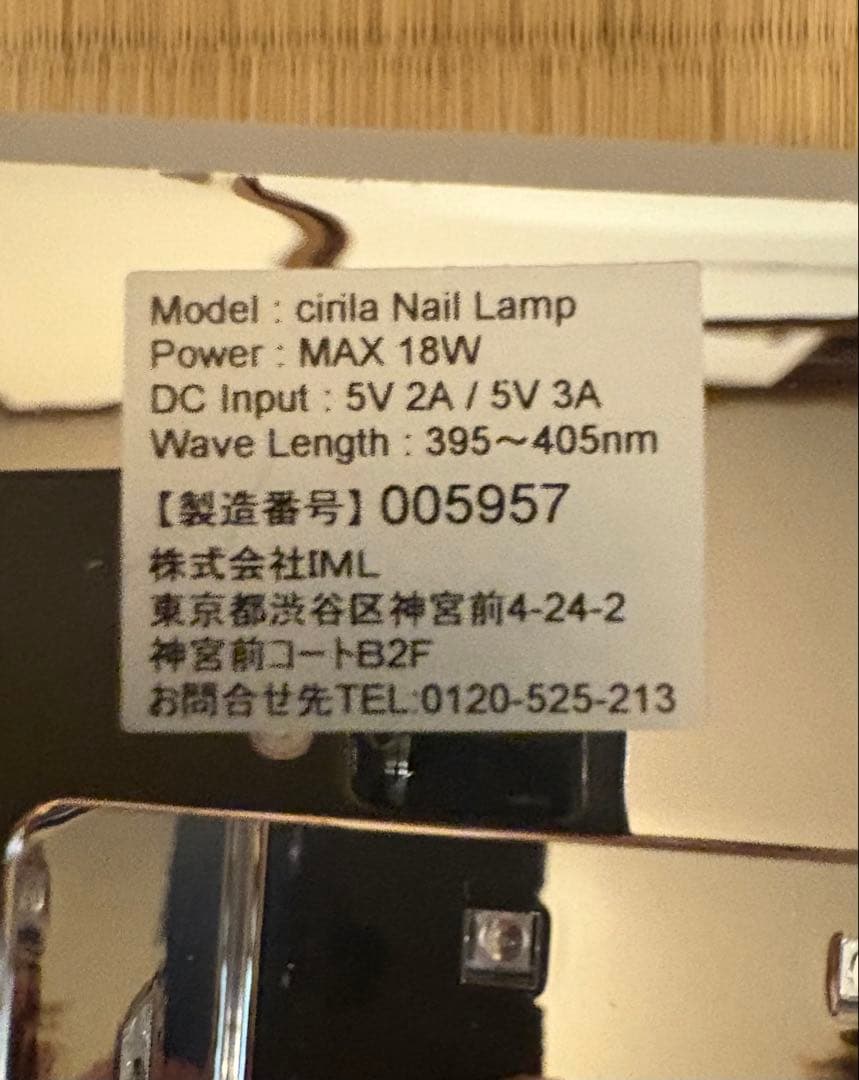 Model : cirila Nail Lamp
Power : MAX 18W
DC Input : 5V 2A / 5V 3A
Wave Length : 395～405nm
【製造番号】005957
株式会社IML
東京都渋谷区神宮前4-24-2
神宮前コートB2F
お問合せ先TEL:0120-525-213